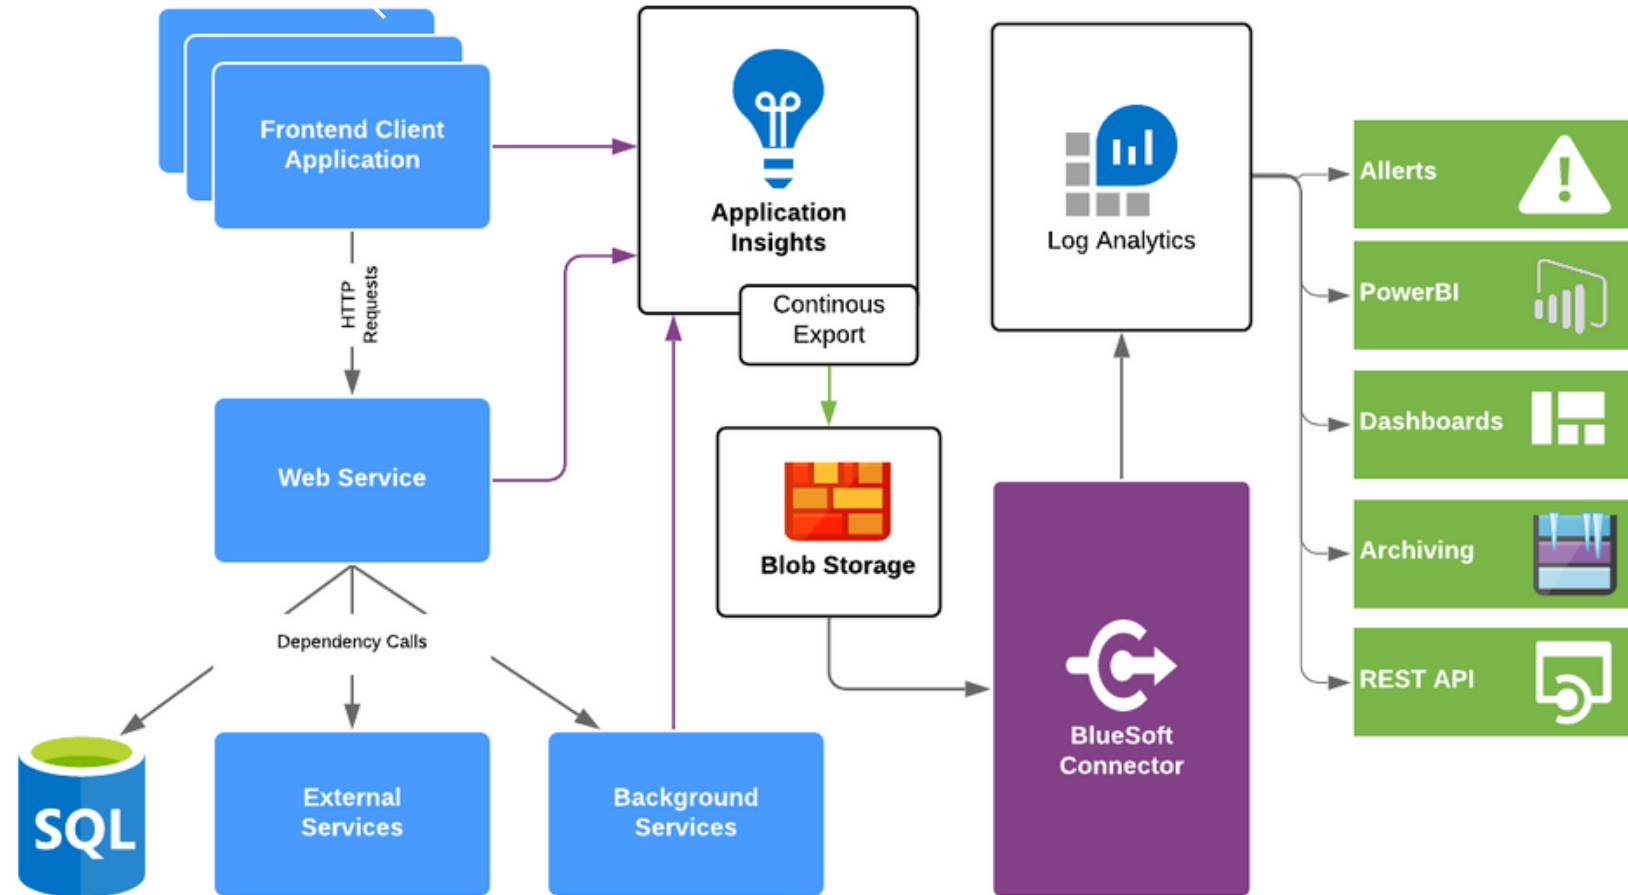 Frontend Client
Application
HTTP
Requests
Web Service
Dependency Calls
SQL
External
Services
Background
Services
Application
Insights
Continous
Export
Blob Storage
BlueSoft
Connector
Log Analytics
Allerts
PowerBI
Dashboards
Archiving
REST API